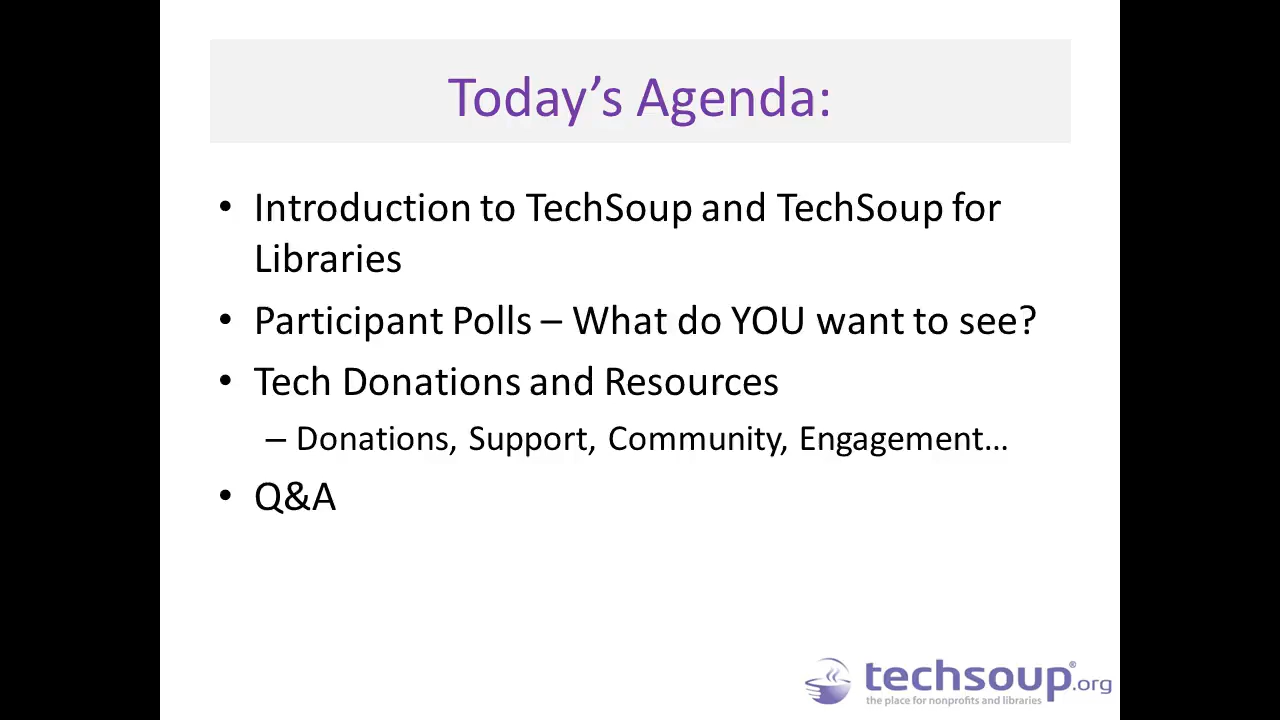 Today’s Agenda:
• Introduction to TechSoup and TechSoup for
Libraries
• Participant Polls – What do YOU want to see?
• Tech Donations and Resources
– Donations, Support, Community, Engagement…
• Q&A
techsoup®.org
the place for nonprofits and libraries